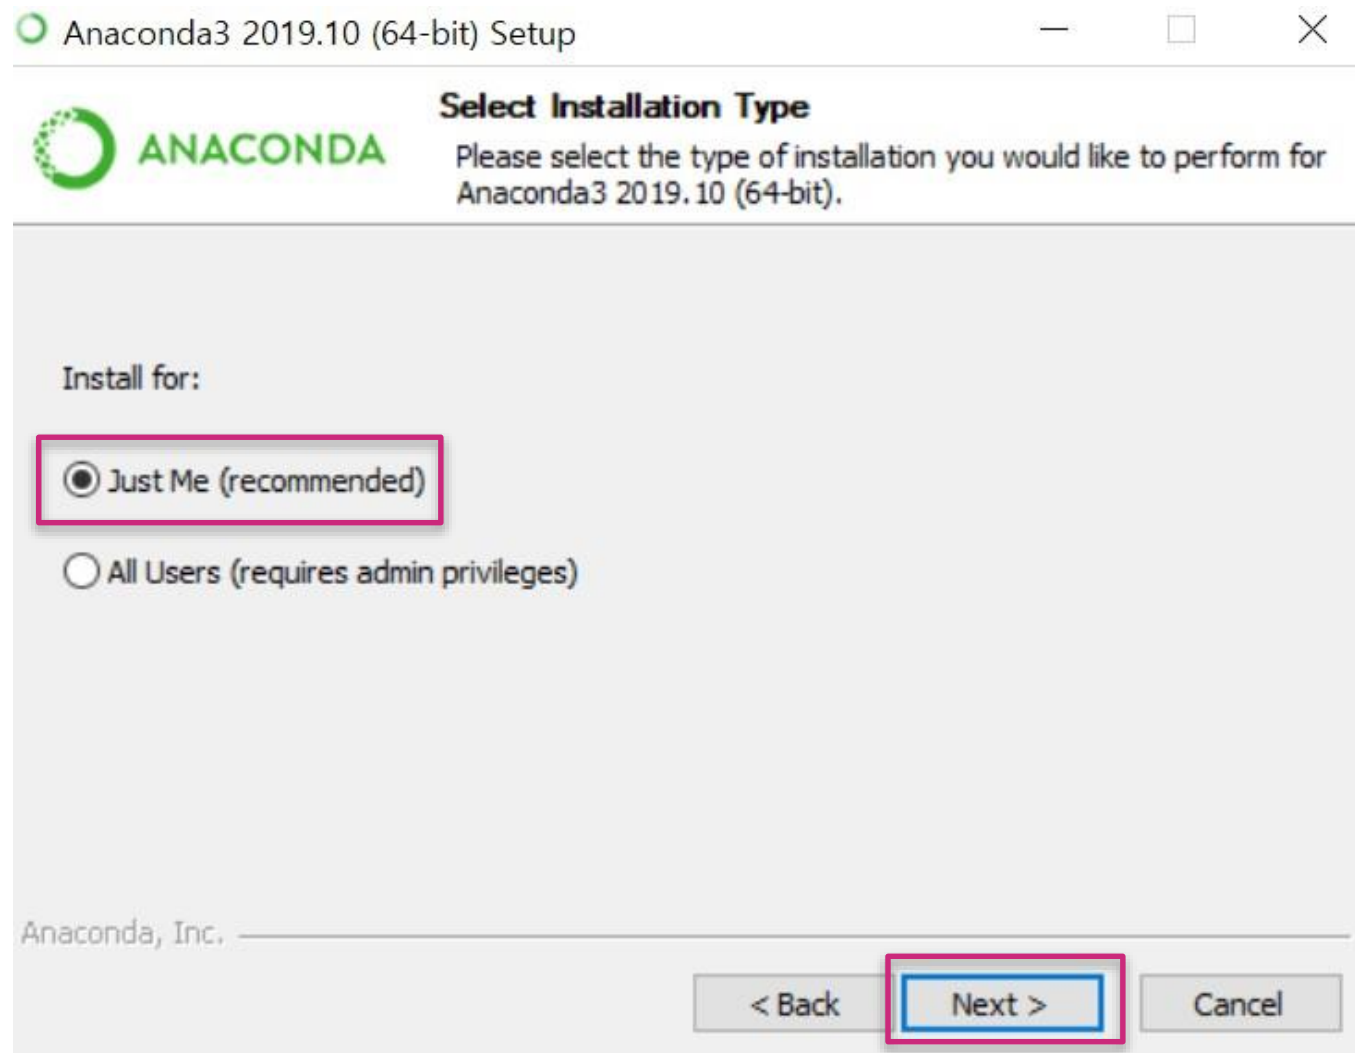 Anaconda3 2019.10 (64-bit) Setup
ANACONDA
Select Installation Type
Please select the type of installation you would like to perform for
Anaconda3 2019.10 (64-bit).
Install for:
Just Me (recommended)
All Users (requires admin privileges)
Anaconda, Inc.
< Back
Next >
Cancel